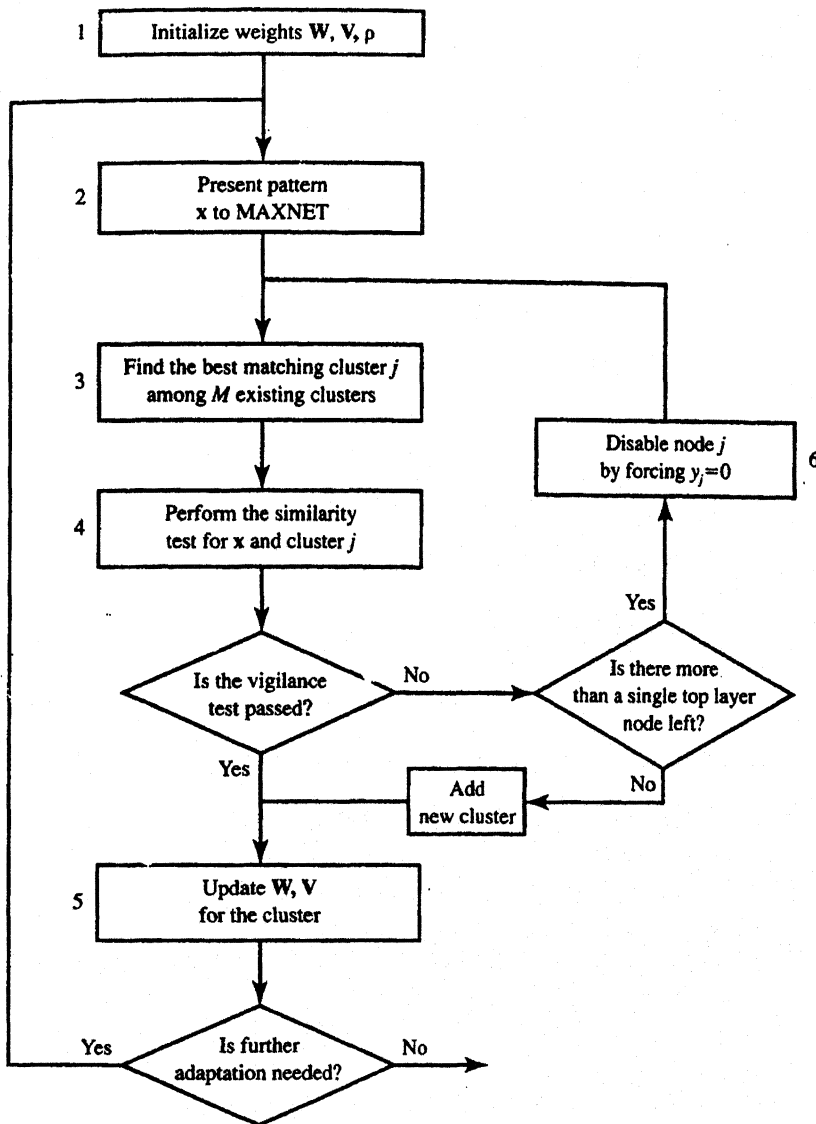 1
Initialize weights W, V, ρ
2
Present pattern
x to MAXNET
3
Find the best matching cluster j
among M existing clusters
Disable node j
by forcing yj=0
6
4
Perform the similarity
test for x and cluster j
Yes
Is the vigilance
test passed?
No
Is there more
than a single top layer
node left?
Yes
No
Add
new cluster
5
Update W, V
for the cluster
Yes
Is further
adaptation needed?
No